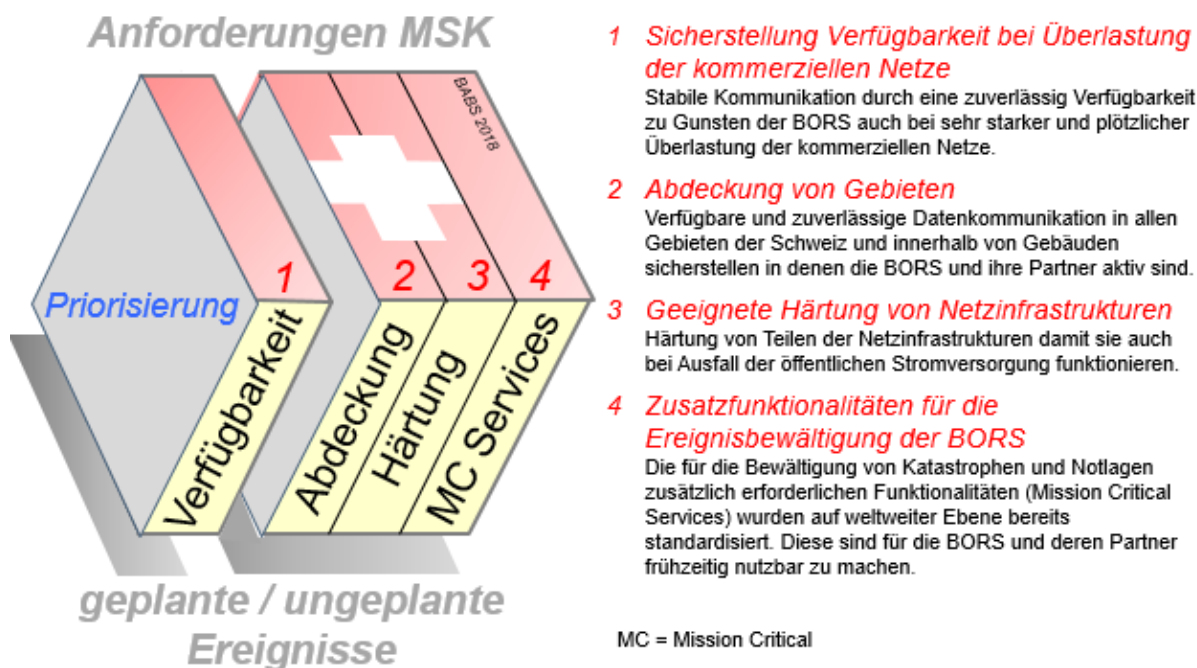 Anforderungen MSK
BABS 2018
1
2
3
4
Priorisierung
Verfügbarkeit
Abdeckung
Härtung
MC Services
geplante / ungeplante
Ereignisse
1 Sicherstellung Verfügbarkeit bei Überlastung
der kommerziellen Netze
Stabile Kommunikation durch eine zuverlässig Verfügbarkeit
zu Gunsten der BORS auch bei sehr starker und plötzlicher
Überlastung der kommerziellen Netze.
2 Abdeckung von Gebieten
Verfügbare und zuverlässige Datenkommunikation in allen
Gebieten der Schweiz und innerhalb von Gebäuden
sicherstellen in denen die BORS und ihre Partner aktiv sind.
3 Geeignete Härtung von Netzinfrastrukturen
Härtung von Teilen der Netzinfrastrukturen damit sie auch
bei Ausfall der öffentlichen Stromversorgung funktionieren.
4 Zusatzfunktionalitäten für die
Ereignisbewältigung der BORS
Die für die Bewältigung von Katastrophen und Notlagen
zusätzlich erforderlichen Funktionalitäten (Mission Critical
Services) wurden auf weltweiter Ebene bereits
standardisiert. Diese sind für die BORS und deren Partner
frühzeitig nutzbar zu machen.
MC = Mission Critical